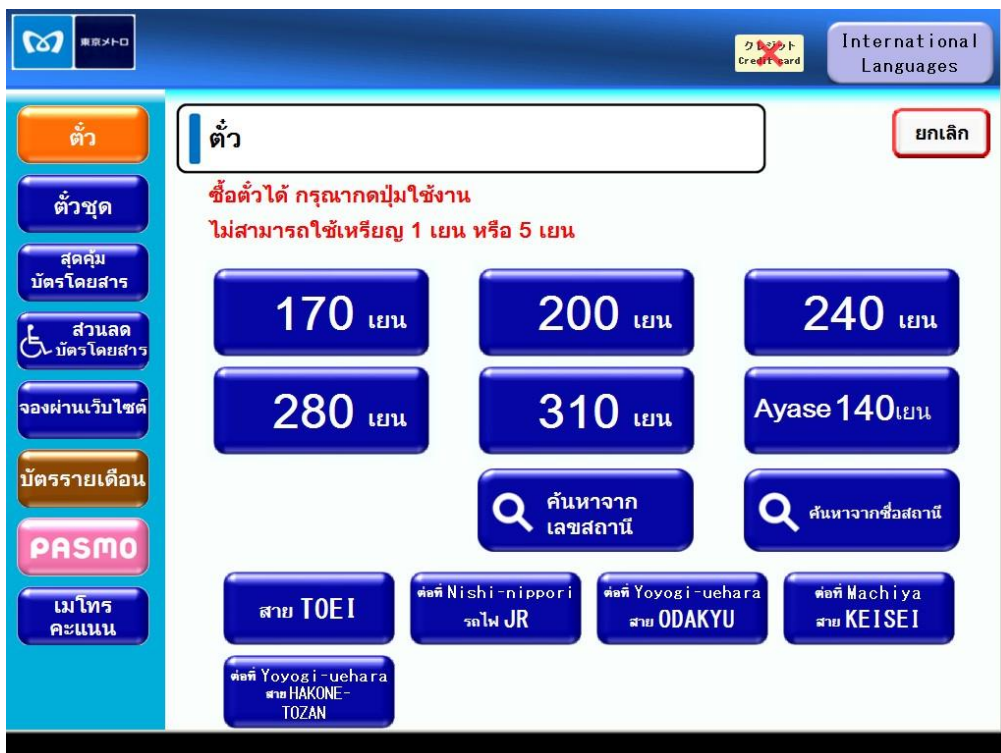 東京メトロ
クレジット
Credit card
International
Languages
ตั๋ว
ตั๋วชุด
สุดคุ้ม
บัตรโดยสาร
ส่วนลด
บัตรโดยสาร
จองผ่านเว็บไซต์
บัตรรายเดือน
PASMO
เมโทร
คะแนน
ตั๋ว
ยกเลิก
ซื้อตั๋วได้ กรุณากดปุ่มใช้งาน
ไม่สามารถใช้เหรียญ 1 เยน หรือ 5 เยน
170 เยน
200 เยน
240 เยน
280 เยน
310 เยน
Ayase 140เยน
ค้นหาจาก
เลขสถานี
ค้นหาจากชื่อสถานี
สาย TOEI
ต่อที่ Nishi-nippori
รถไฟ JR
ต่อที่ Yoyogi-uehara
สาย ODAKYU
ต่อที่ Machiya
สาย KEISEI
ต่อที่ Yoyogi-uehara
สาย HAKONE-
TOZAN